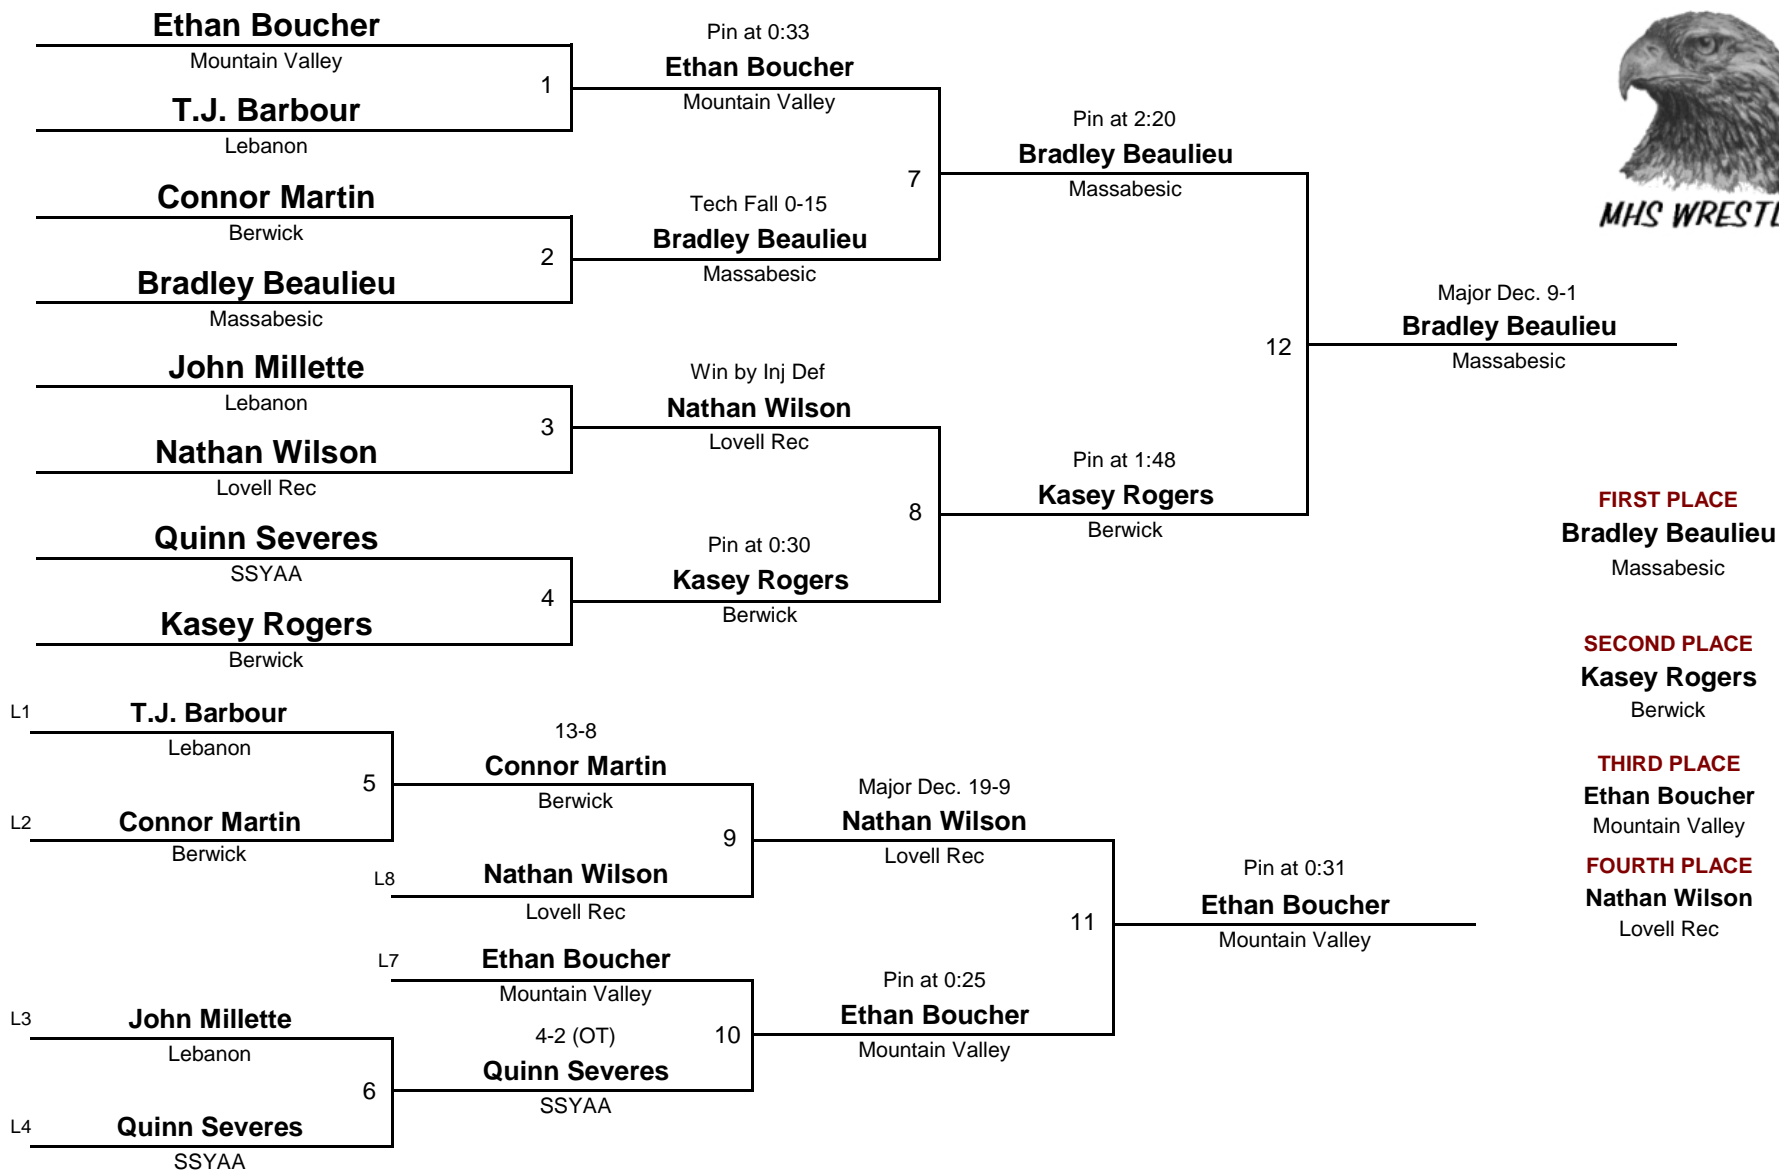 Ethan Boucher
Mountain Valley
1
T.J. Barbour
Lebanon
Connor Martin
Berwick
2
Bradley Beaulieu
Massabesic
John Millette
Lebanon
3
Nathan Wilson
Lovell Rec
Quinn Severes
SSYAA
4
Kasey Rogers
Berwick
Pin at 0:33
Ethan Boucher
Mountain Valley
7
Tech Fall 0-15
Bradley Beaulieu
Massabesic
Win by Inj Def
Nathan Wilson
Lovell Rec
8
Pin at 0:30
Kasey Rogers
Berwick
Pin at 2:20
Bradley Beaulieu
Massabesic
12
Pin at 1:48
Kasey Rogers
Berwick
Major Dec. 9-1
Bradley Beaulieu
Massabesic
L1
T.J. Barbour
Lebanon
5
L2
Connor Martin
Berwick
L3
John Millette
Lebanon
6
L4
Quinn Severes
SSYAA
13-8
Connor Martin
Berwick
9
L8
Nathan Wilson
Lovell Rec
L7
Ethan Boucher
Mountain Valley
10
4-2 (OT)
Quinn Severes
SSYAA
Major Dec. 19-9
Nathan Wilson
Lovell Rec
11
Pin at 0:25
Ethan Boucher
Mountain Valley
Pin at 0:31
Ethan Boucher
Mountain Valley
MHS WRESTL
FIRST PLACE
Bradley Beaulieu
Massabesic
SECOND PLACE
Kasey Rogers
Berwick
THIRD PLACE
Ethan Boucher
Mountain Valley
FOURTH PLACE
Nathan Wilson
Lovell Rec